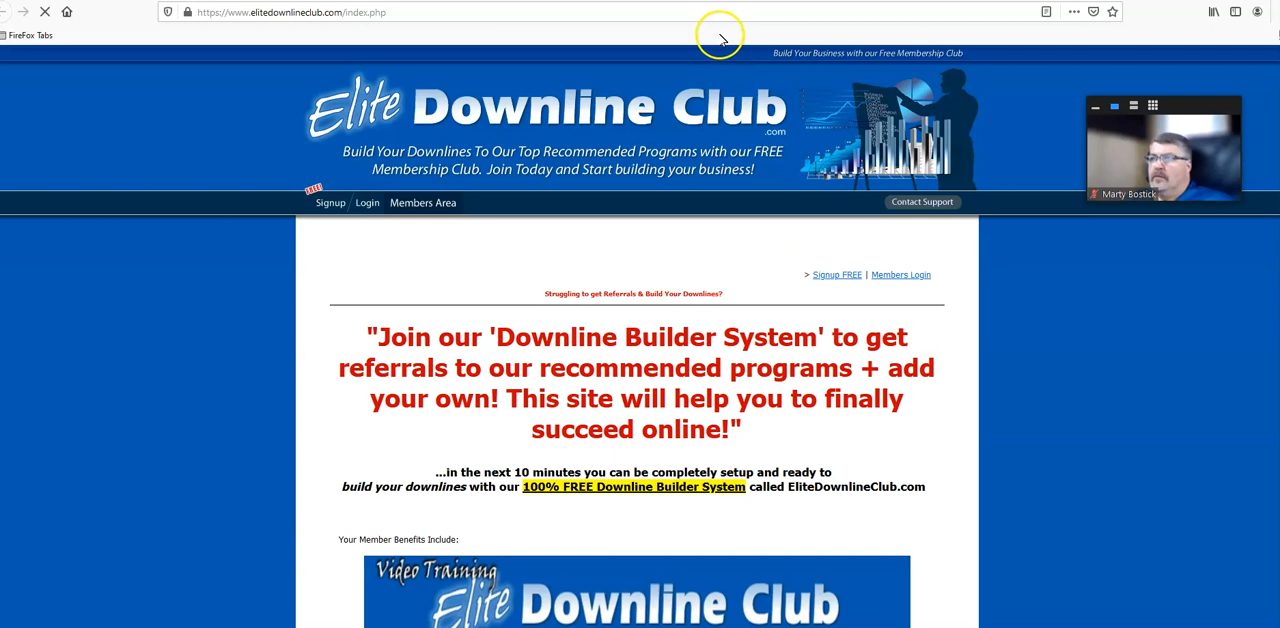 https://www.elitedownlineclub.com/index.php
FireFox Tabs
Build Your Business with our Free Membership Club
Elite Downline Club
.com
Build Your Downlines To Our Top Recommended Programs with our FREE
Membership Club. Join Today and Start building your business!
FREE!
Signup / Login Members Area
Contact Support
Marty Bostick
> Signup FREE | Members Login
Struggling to get Referrals & Build Your Downlines?
"Join our 'Downline Builder System' to get
referrals to our recommended programs + add
your own! This site will help you to finally
succeed online!"
...in the next 10 minutes you can be completely setup and ready to
build your downlines with our 100% FREE Downline Builder System called EliteDownlineClub.com
Your Member Benefits Include:
Video Training
Elite Downline Club